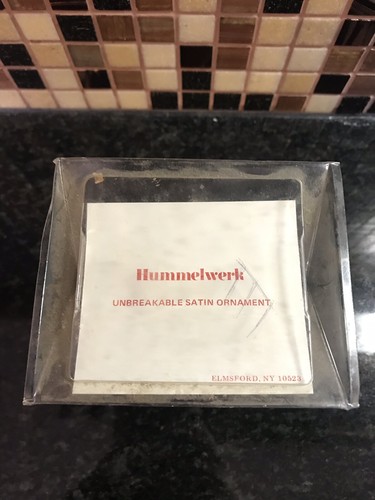 Hummelwerk
UNBREAKABLE SATIN ORNAMENT
ELMSFORD, NY 10523